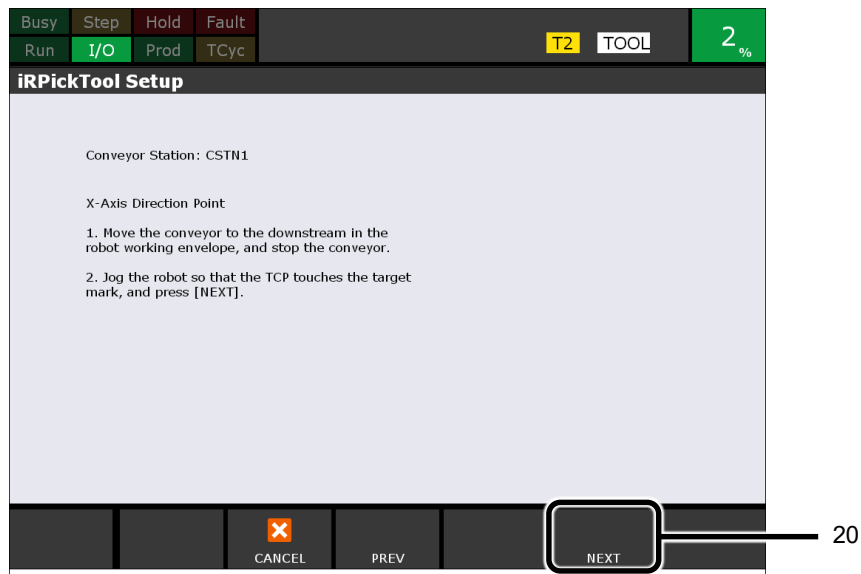 Busy Step Hold Fault
Run I/O Prod TCyc
T2 TOOL
2%
iRPickTool Setup
Conveyor Station: CSTN1
X-Axis Direction Point
1. Move the conveyor to the downstream in the
robot working envelope, and stop the conveyor.
2. Jog the robot so that the TCP touches the target
mark, and press [NEXT].
CANCEL PREV NEXT
20